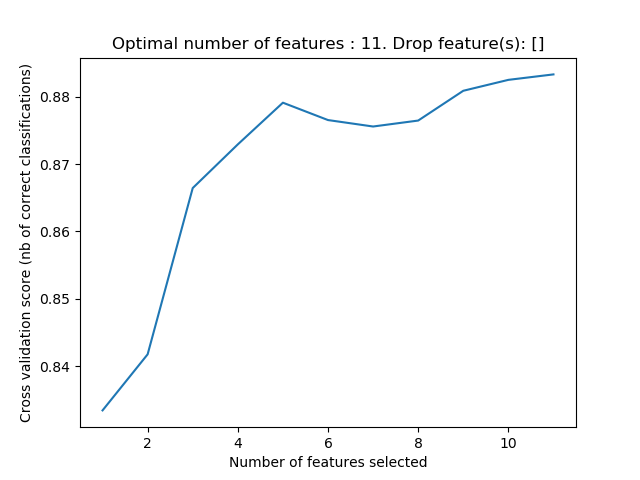 Optimal number of features : 11. Drop feature(s): []
Cross validation score (nb of correct classifications)
0.88
0.87
0.86
0.85
0.84
2 4 6 8 10
Number of features selected